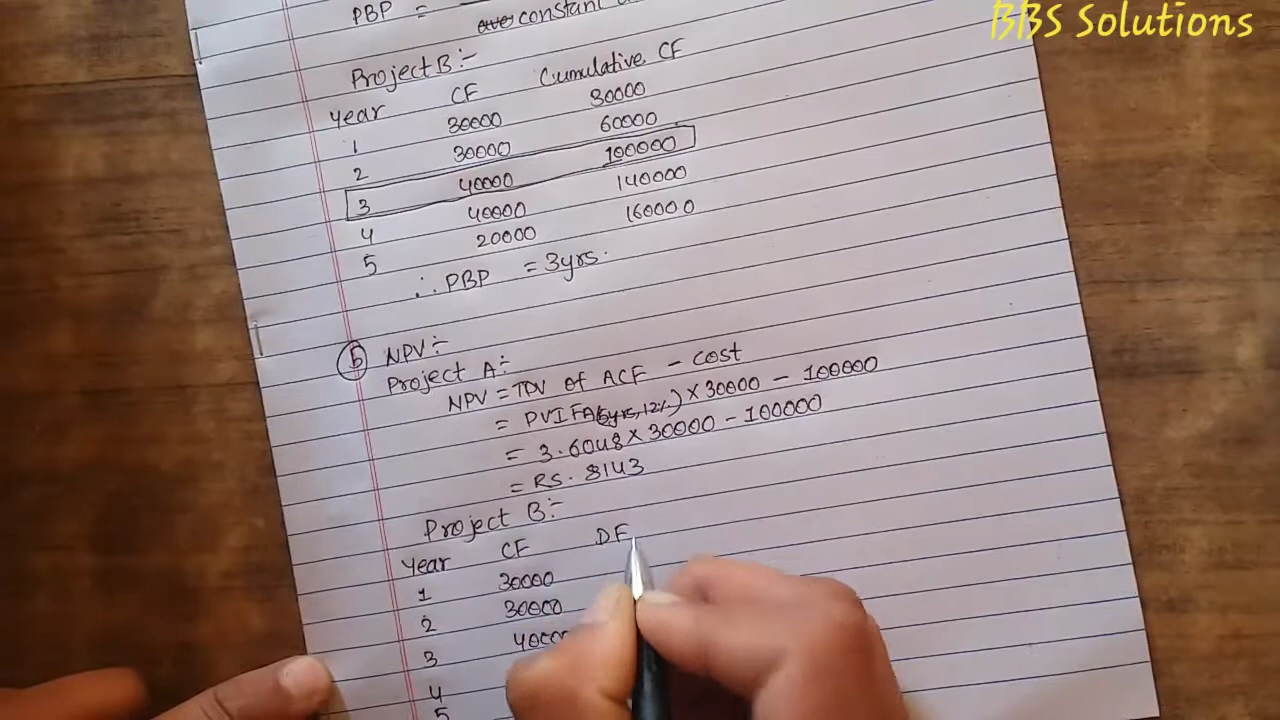 BBS Solutions
PBP =
constant
Project B :-
Year CF Cumulative CF
1 30000 30000
2 30000 60000
3 40000 100000
4 40000 140000
5 20000 160000
∴ PBP = 3yrs.
b NPV :-
Project A :-
NPV = TPV of ACF - cost
= PVIFA(5yrs, 12%) × 30000 - 100000
= 3.6048 × 30000 - 100000
= RS. 8143
Project B :-
Year CF DF
1 30000
2 30000
3 4000
4
5